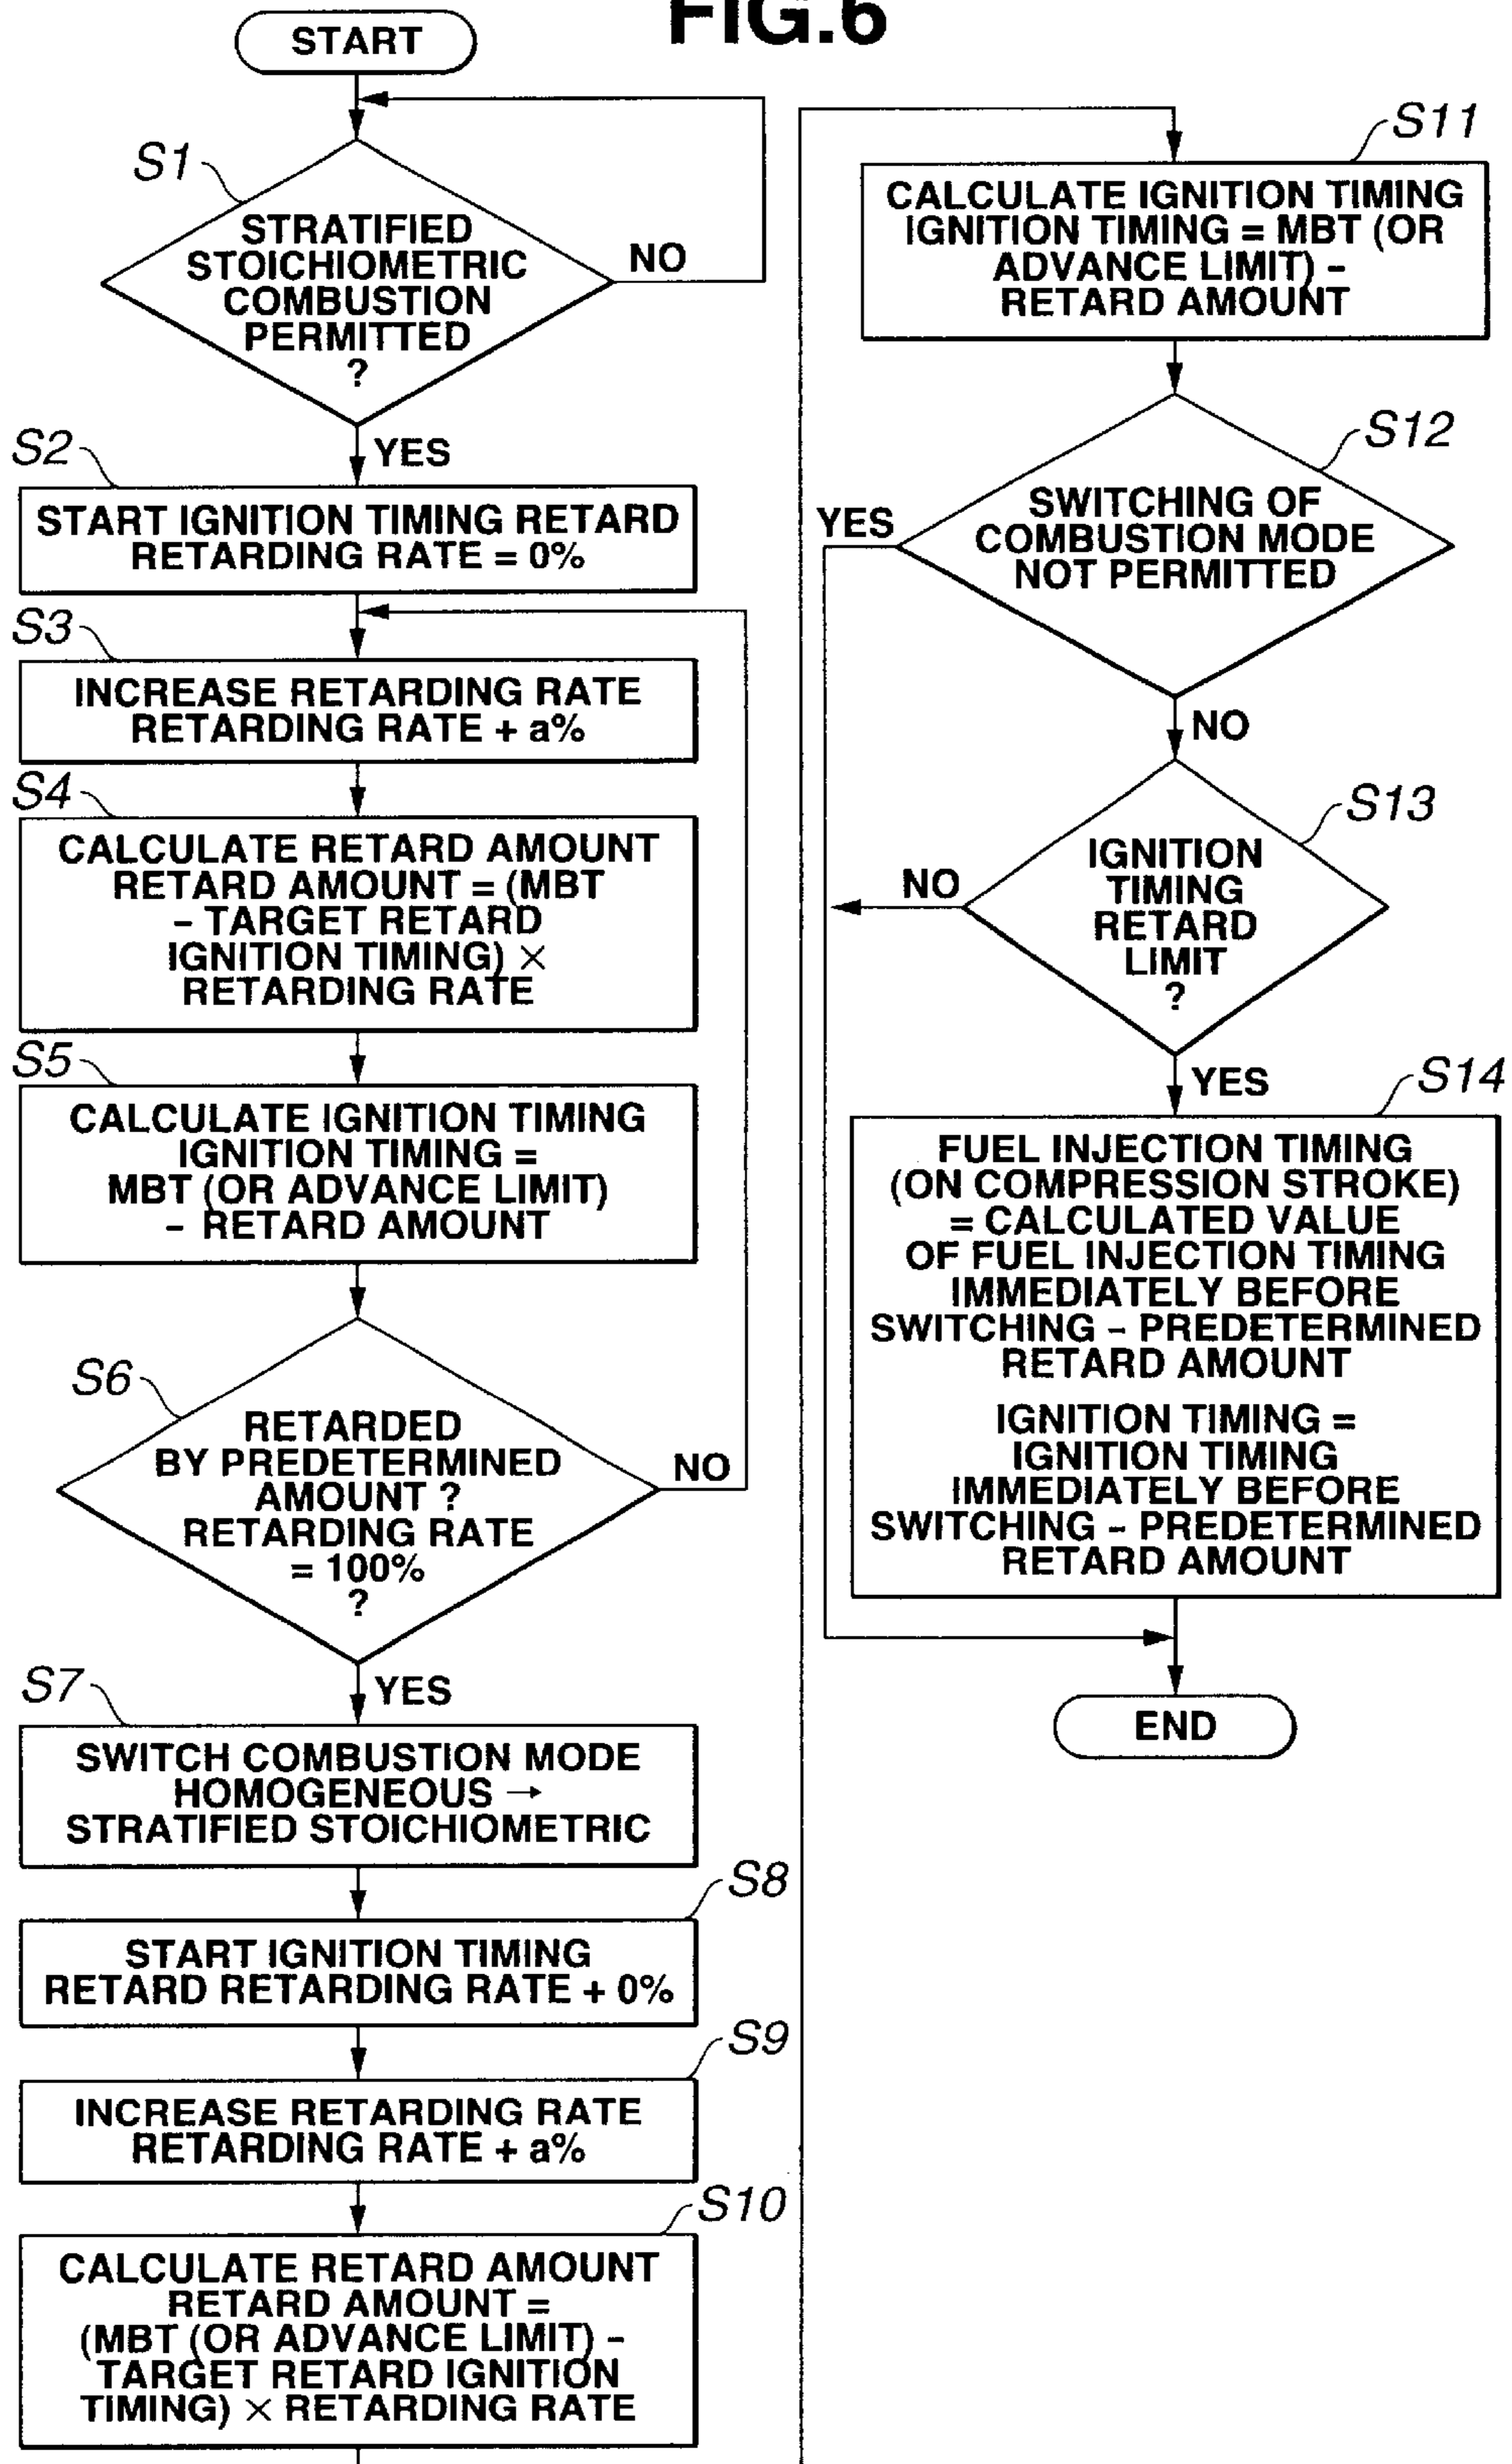 FIG.6
START
S1
STRATIFIED
STOICHIOMETRIC
COMBUSTION
PERMITTED
?
NO
YES
S2
START IGNITION TIMING RETARD
RETARDING RATE = 0%
S3
INCREASE RETARDING RATE
RETARDING RATE + a%
S4
CALCULATE RETARD AMOUNT
RETARD AMOUNT = (MBT
– TARGET RETARD
IGNITION TIMING) ×
RETARDING RATE
S5
CALCULATE IGNITION TIMING
IGNITION TIMING =
MBT (OR ADVANCE LIMIT)
– RETARD AMOUNT
S6
RETARDED
BY PREDETERMINED
AMOUNT ?
RETARDING RATE
= 100%
?
NO
YES
S7
SWITCH COMBUSTION MODE
HOMOGENEOUS →
STRATIFIED STOICHIOMETRIC
S8
START IGNITION TIMING
RETARD RETARDING RATE + 0%
S9
INCREASE RETARDING RATE
RETARDING RATE + a%
S10
CALCULATE RETARD AMOUNT
RETARD AMOUNT =
(MBT (OR ADVANCE LIMIT) –
TARGET RETARD IGNITION
TIMING) × RETARDING RATE
S11
CALCULATE IGNITION TIMING
IGNITION TIMING = MBT (OR
ADVANCE LIMIT) –
RETARD AMOUNT
S12
SWITCHING OF
COMBUSTION MODE
NOT PERMITTED
YES
NO
S13
IGNITION
TIMING
RETARD
LIMIT
?
NO
YES
S14
FUEL INJECTION TIMING
(ON COMPRESSION STROKE)
= CALCULATED VALUE
OF FUEL INJECTION TIMING
IMMEDIATELY BEFORE
SWITCHING – PREDETERMINED
RETARD AMOUNT
IGNITION TIMING =
IGNITION TIMING
IMMEDIATELY BEFORE
SWITCHING – PREDETERMINED
RETARD AMOUNT
END